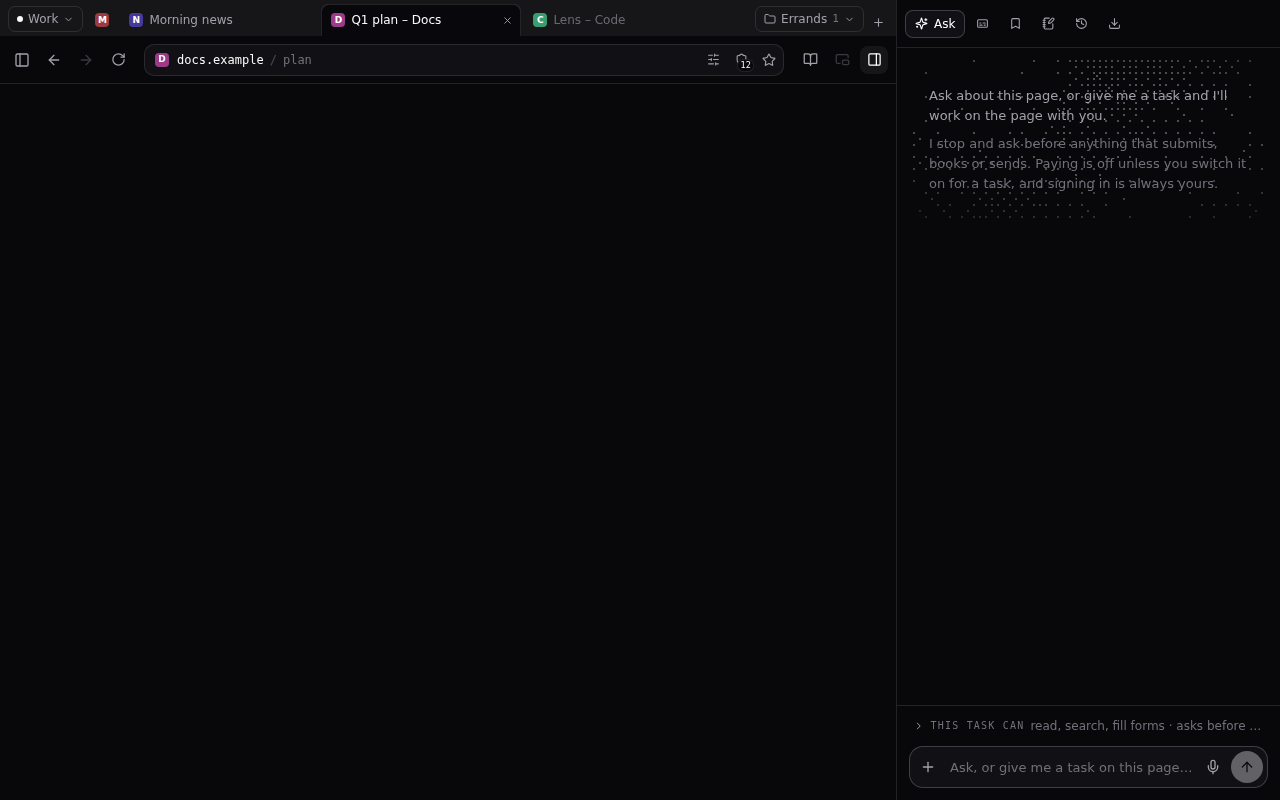 Work
M
N Morning news
D Q1 plan – Docs
C Lens – Code
Errands 1
Ask
D docs.example / plan
12
Ask about this page, or give me a task and I'll
work on the page with you.
I stop and ask before anything that submits,
books or sends. Paying is off unless you switch it
on for a task, and signing in is always yours.
THIS TASK CAN read, search, fill forms · asks before …
Ask, or give me a task on this page…